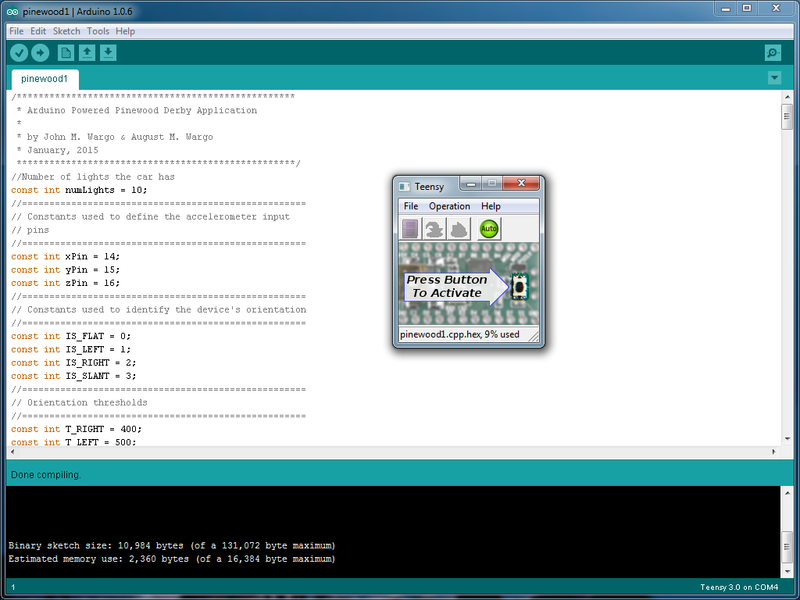 pinewood1 | Arduino 1.0.6
File Edit Sketch Tools Help
pinewood1
/*************************************************
* Arduino Powered Pinewood Derby Application
*
* by John M. Wargo & August M. Wargo
* January, 2015
*************************************************/
//Number of lights the car has
const int numLights = 10;
//==================================================
// Constants used to define the accelerometer input
// pins
//==================================================
const int xPin = 14;
const int yPin = 15;
const int zPin = 16;
//==================================================
// Constants used to identify the device's orientation
//==================================================
const int IS_FLAT = 0;
const int IS_LEFT = 1;
const int IS_RIGHT = 2;
const int IS_SLANT = 3;
//==================================================
// Orientation thresholds
//==================================================
const int T_RIGHT = 400;
const int T_LEFT = 500;
Teensy
File Operation Help
Auto
Press Button
To Activate
pinewood1.cpp.hex, 9% used
Done compiling.
Binary sketch size: 10,984 bytes (of a 131,072 byte maximum)
Estimated memory use: 2,360 bytes (of a 16,384 byte maximum)
1
Teensy 3.0 on COM4